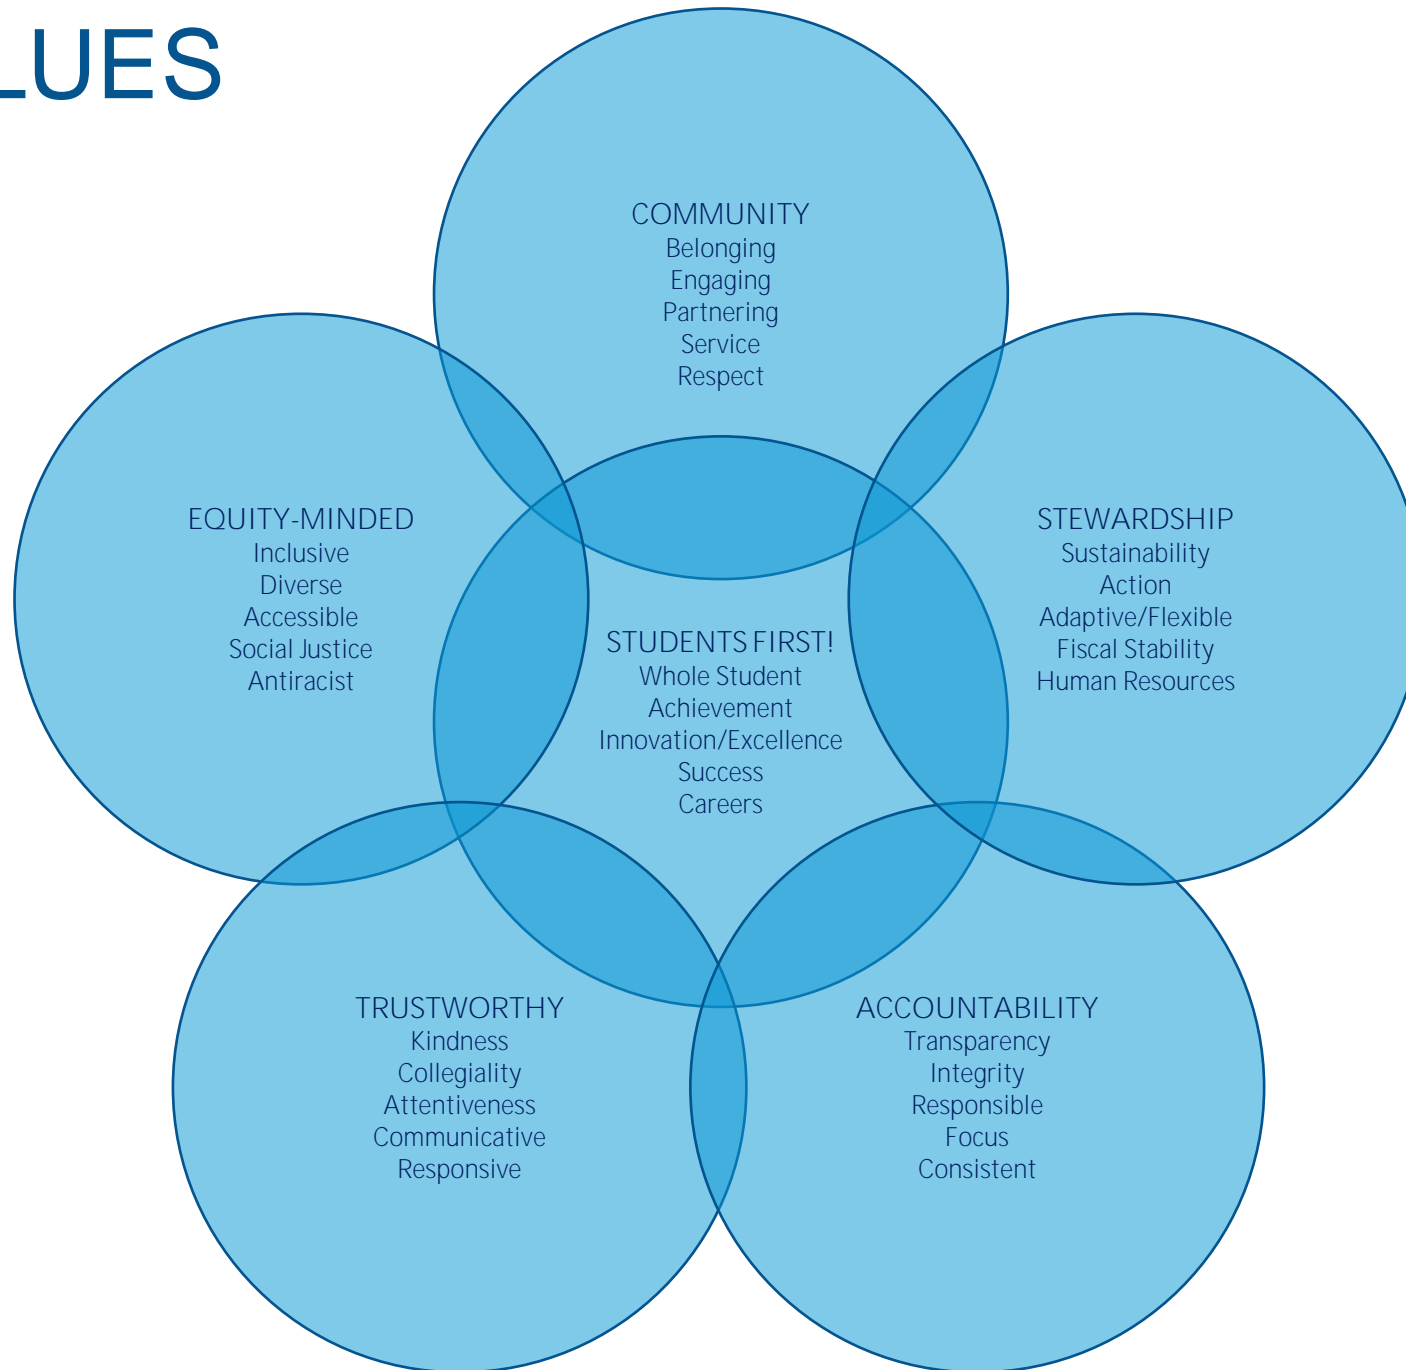 LUES
COMMUNITY
Belonging
Engaging
Partnering
Service
Respect
EQUITY-MINDED
Inclusive
Diverse
Accessible
Social Justice
Antiracist
STEWARDSHIP
Sustainability
Action
Adaptive/Flexible
Fiscal Stability
Human Resources
STUDENTS FIRST!
Whole Student
Achievement
Innovation/Excellence
Success
Careers
TRUSTWORTHY
Kindness
Collegiality
Attentiveness
Communicative
Responsive
ACCOUNTABILITY
Transparency
Integrity
Responsible
Focus
Consistent